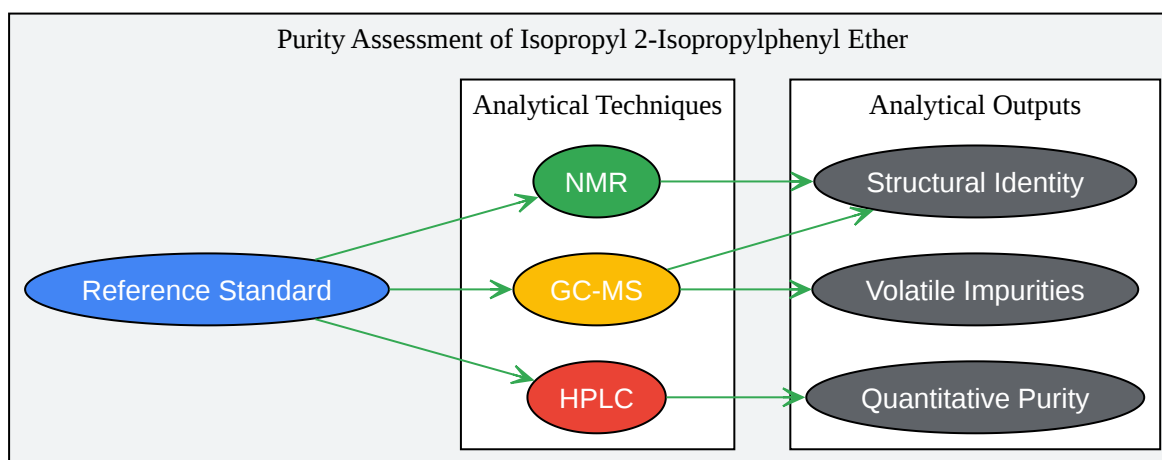 Purity Assessment of Isopropyl 2-Isopropylphenyl Ether
Analytical Techniques
Analytical Outputs
NMR
Structural Identity
Reference Standard
GC-MS
Volatile Impurities
HPLC
Quantitative Purity